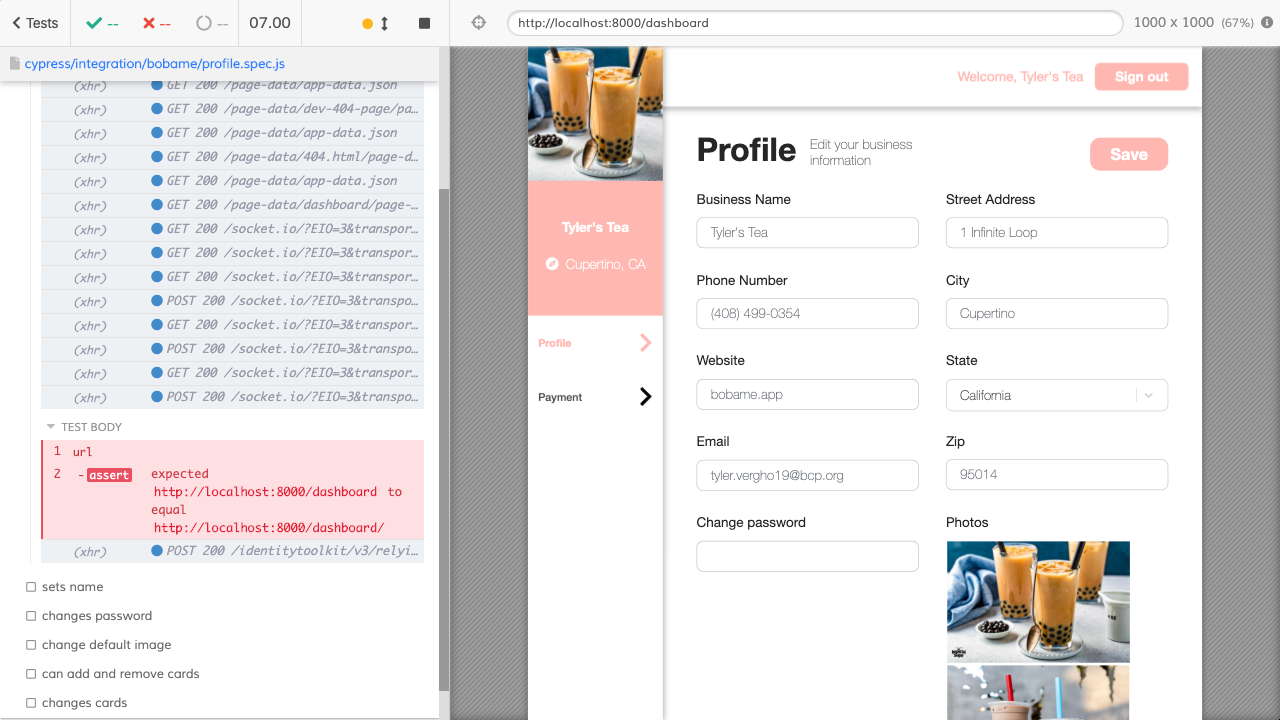 Tests
--
--
--
07.00
http://localhost:8000/dashboard
1000 x 1000 (67%)
cypress/integration/bobame/profile.spec.js
(xhr) GET 200 /page-data/app-data.json
(xhr) GET 200 /page-data/dev-404-page/pa...
(xhr) GET 200 /page-data/app-data.json
(xhr) GET 200 /page-data/404.html/page-d...
(xhr) GET 200 /page-data/app-data.json
(xhr) GET 200 /page-data/dashboard/page-...
(xhr) GET 200 /socket.io/?EIO=3&transpor...
(xhr) GET 200 /socket.io/?EIO=3&transpor...
(xhr) GET 200 /socket.io/?EIO=3&transpor...
(xhr) POST 200 /socket.io/?EIO=3&transpo...
(xhr) GET 200 /socket.io/?EIO=3&transpor...
(xhr) POST 200 /socket.io/?EIO=3&transpo...
(xhr) GET 200 /socket.io/?EIO=3&transpor...
(xhr) POST 200 /socket.io/?EIO=3&transpo...
TEST BODY
1 url
2 -assert expected
http://localhost:8000/dashboard to
equal
http://localhost:8000/dashboard/
(xhr) POST 200 /identitytoolkit/v3/relyi...
sets name
changes password
change default image
can add and remove cards
changes cards
Tyler's Tea
Cupertino, CA
Profile
Payment
Welcome, Tyler's Tea
Sign out
Profile
Edit your business
information
Save
Business Name
Tyler's Tea
Street Address
1 Infinite Loop
Phone Number
(408) 499-0354
City
Cupertino
Website
bobame.app
State
California
Email
tyler.vergho19@bcp.org
Zip
95014
Change password
Photos